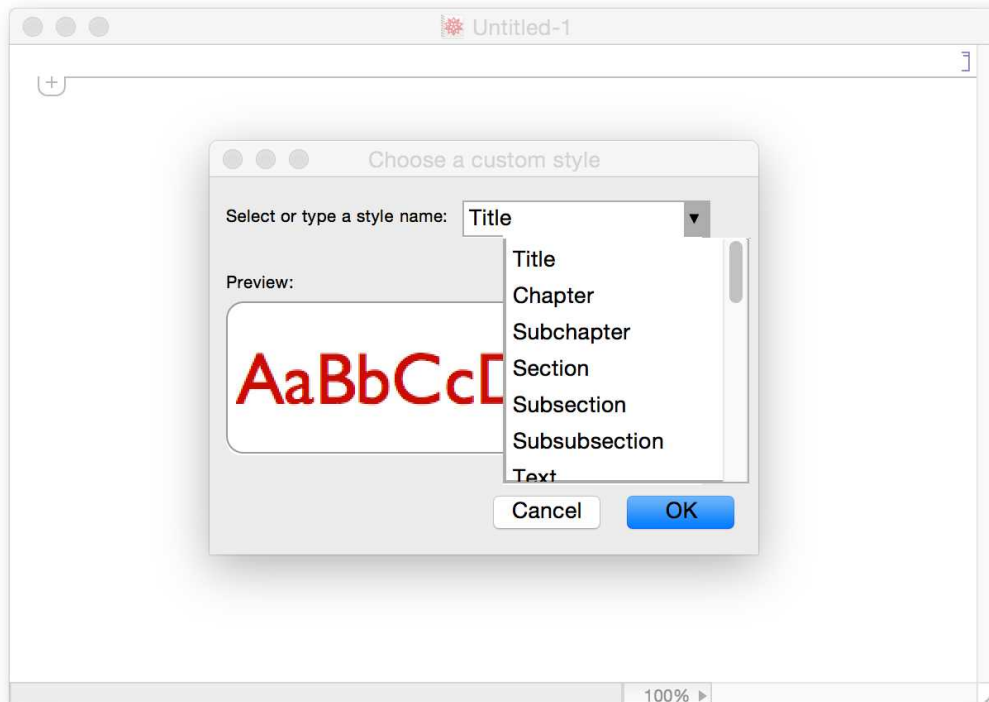 Untitled-1
+
Choose a custom style
Select or type a style name: Title
Title
Chapter
Subchapter
Section
Subsection
Subsubsection
Text
Preview:
AaBbCcD
Cancel OK
100%